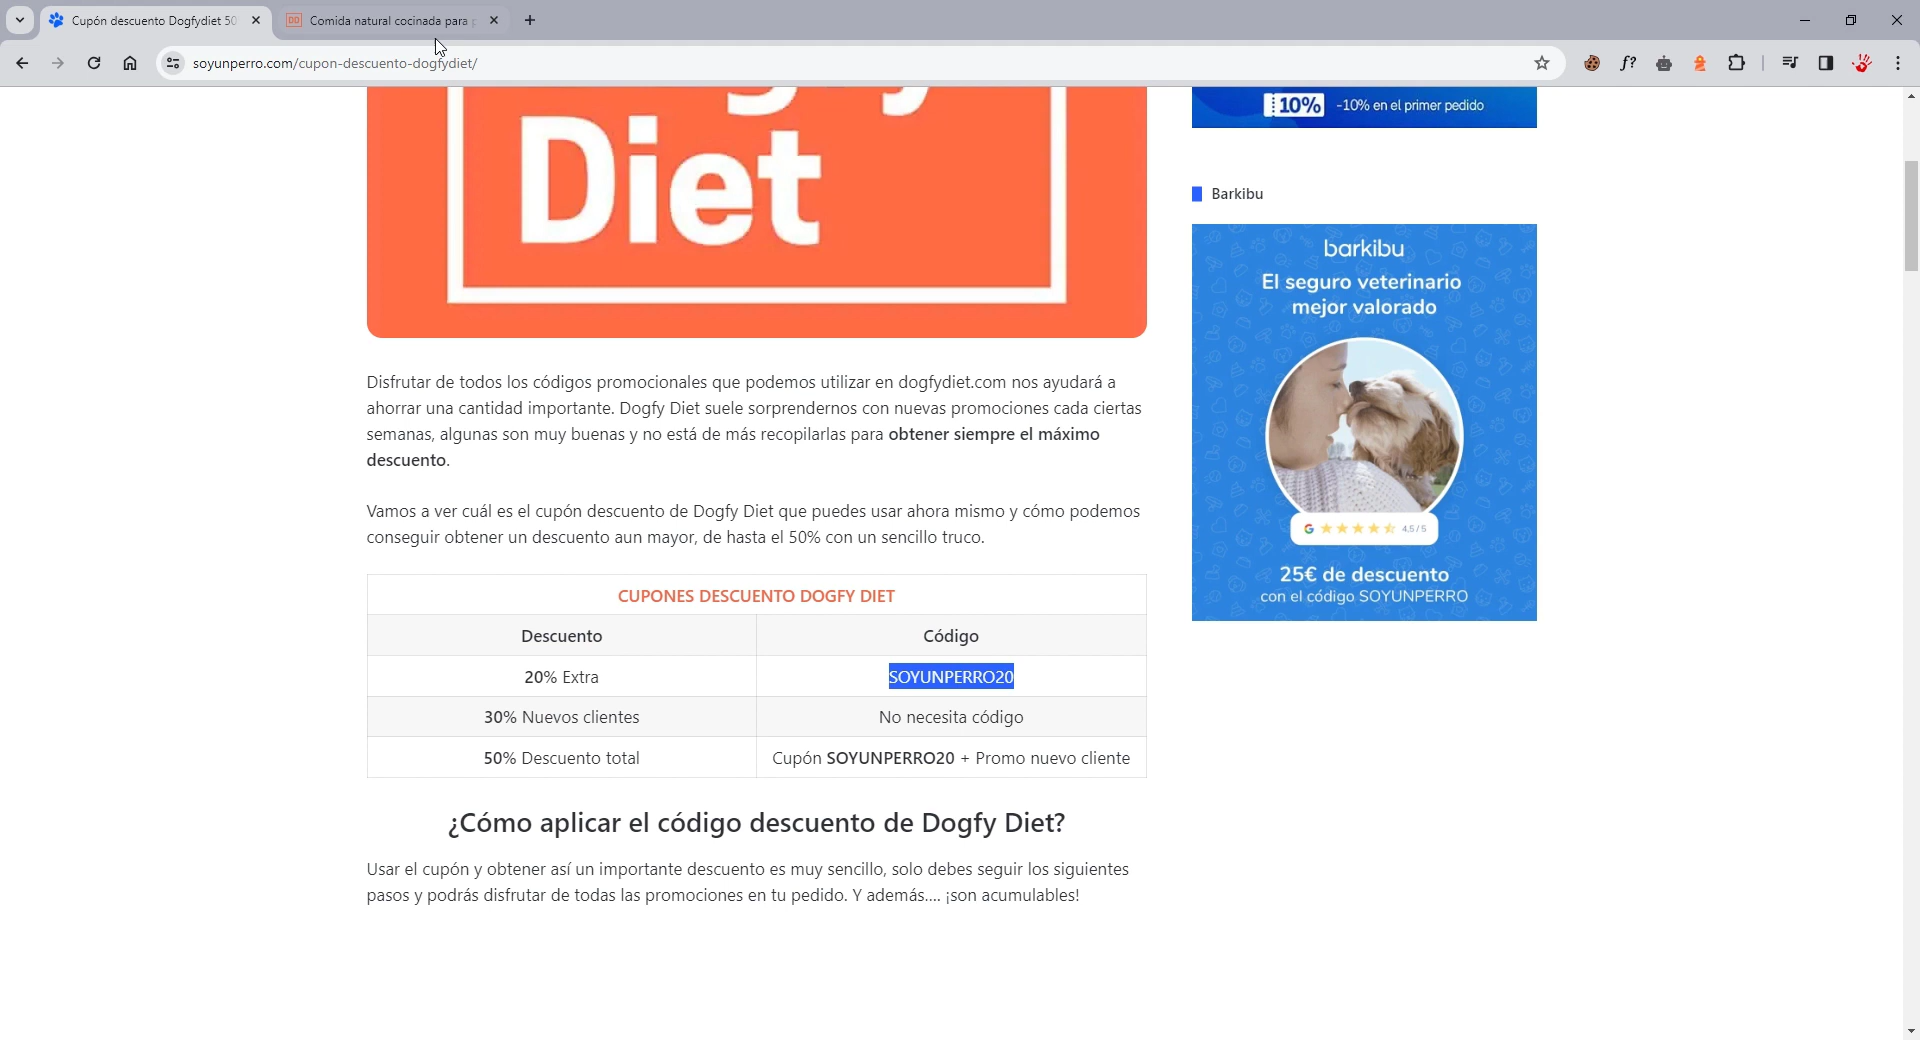 Cupón descuento Dogfydiet 50
Comida natural cocinada para p
soyunperro.com/cupon-descuento-dogfydiet/
f?
Diet
10% -10% en el primer pedido
Barkibu
barkibu
El seguro veterinario
mejor valorado
G 4,5/5
25€ de descuento
con el código SOYUNPERRO
Disfrutar de todos los códigos promocionales que podemos utilizar en dogfydiet.com nos ayudará a
ahorrar una cantidad importante. Dogfy Diet suele sorprendernos con nuevas promociones cada ciertas
semanas, algunas son muy buenas y no está de más recopilarlas para obtener siempre el máximo
descuento.
Vamos a ver cuál es el cupón descuento de Dogfy Diet que puedes usar ahora mismo y cómo podemos
conseguir obtener un descuento aun mayor, de hasta el 50% con un sencillo truco.
CUPONES DESCUENTO DOGFY DIET
Descuento Código
20% Extra SOYUNPERRO20
30% Nuevos clientes No necesita código
50% Descuento total Cupón SOYUNPERRO20 + Promo nuevo cliente
¿Cómo aplicar el código descuento de Dogfy Diet?
Usar el cupón y obtener así un importante descuento es muy sencillo, solo debes seguir los siguientes
pasos y podrás disfrutar de todas las promociones en tu pedido. Y además.... ¡son acumulables!